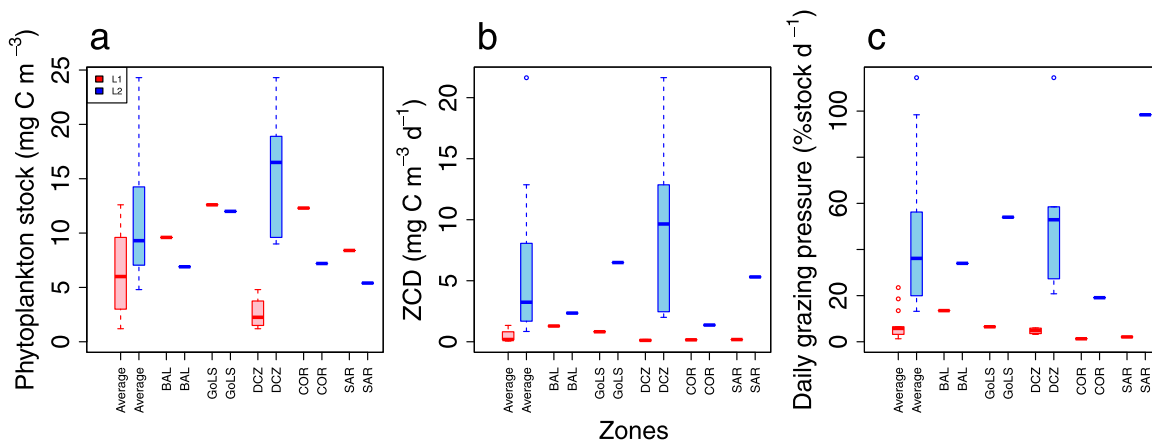 a
Phytoplankton stock (mg C m⁻³)
25
20
15
10
5
0
L1
L2
Average
Average
BAL
BAL
GoLS
GoLS
DCZ
DCZ
COR
COR
SAR
SAR
b
ZCD (mg C m⁻³ d⁻¹)
20
15
10
5
0
Average
Average
BAL
BAL
GoLS
GoLS
DCZ
DCZ
COR
COR
SAR
SAR
Zones
c
Daily grazing pressure (%stock d⁻¹)
100
60
20
0
Average
Average
BAL
BAL
GoLS
GoLS
DCZ
DCZ
COR
COR
SAR
SAR